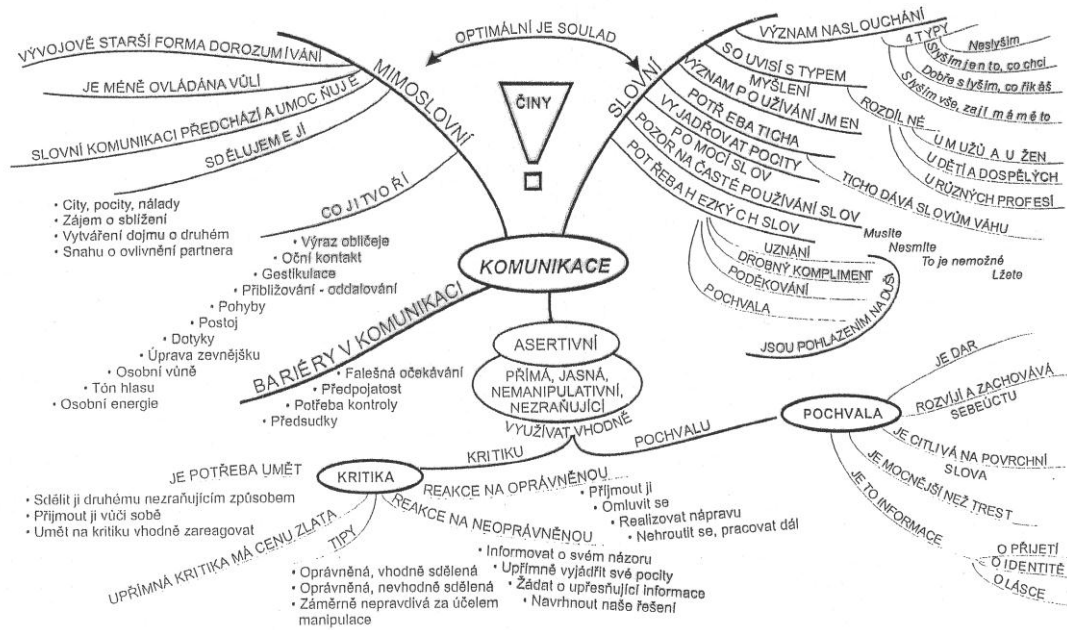 OPTIMÁLNÍ JE SOULAD
ČINY
KOMUNIKACE
MIMOSLOVNÍ
VÝVOJOVĚ STARŠÍ FORMA DOROZUMÍVÁNÍ
JE MÉNĚ OVLÁDÁNA VŮLÍ
SLOVNÍ KOMUNIKACI PŘEDCHÁZÍ A UMOCŇUJE
SDĚLUJEME JÍ
• City, pocity, nálady
• Zájem o sblížení
• Vytváření dojmu o druhém
• Snahu o ovlivnění partnera
CO JI TVOŘÍ
• Výraz obličeje
• Oční kontakt
• Gestikulace
• Přibližování - oddalování
• Pohyby
• Postoj
• Dotyky
• Úprava zevnějšku
• Osobní vůně
• Tón hlasu
• Osobní energie
SLOVNÍ
VÝZNAM NASLOUCHÁNÍ
4 TYPY
Neslyším
Slyším jen to, co chci
Dobře slyším, co říkáš
Slyším vše, zajímá mě to
SOUVISÍ S TYPEM
MYŠLENÍ
ROZDÍLNÉ
U MUŽŮ A U ŽEN
U DĚTÍ A DOSPĚLÝCH
U RŮZNÝCH PROFESÍ
VÝZNAM POUŽÍVÁNÍ JMEN
POTŘEBA TICHA
TICHO DÁVÁ SLOVŮM VÁHU
VYJADŘOVAT POCITY
POMOCÍ SLOV
POZOR NA ČASTÉ POUŽÍVÁNÍ SLOV
Musíte
Nesmíte
To je nemožné
Lžete
POTŘEBA HEZKÝCH SLOV
UZNÁNÍ
DROBNÝ KOMPLIMENT
PODĚKOVÁNÍ
POCHVALA
JSOU POHLAZENÍM NA DUŠI
BARIÉRY V KOMUNIKACI
• Falešná očekávání
• Předpojatost
• Potřeba kontroly
• Předsudky
ASERTIVNÍ
PŘÍMÁ, JASNÁ,
NEMANIPULATIVNÍ,
NEZRAŇUJÍCÍ
VYUŽÍVAT VHODNĚ
KRITIKU
POCHVALU
KRITIKA
JE POTŘEBA UMĚT
• Sdělit ji druhému nezraňujícím způsobem
• Přijmout ji vůči sobě
• Umět na kritiku vhodně zareagovat
UPŘÍMNÁ KRITIKA MÁ CENU ZLATA
TIPY
• Oprávněná, vhodně sdělená
• Oprávněná, nevhodně sdělená
• Záměrně nepravdivá za účelem
manipulace
REAKCE NA OPRÁVNĚNOU
• Příjmout ji
• Omluvit se
• Realizovat nápravu
• Nehroutit se, pracovat dál
REAKCE NA NEOPRÁVNĚNOU
• Informovat o svém názoru
• Upřímně vyjádřit své pocity
• Žádat o upřesňující informace
• Navrhnout naše řešení
POCHVALA
JE DAR
ROZVÍJÍ A ZACHOVÁVÁ
SEBEÚCTU
JE CITLIVÁ NA POVRCHNÍ
SLOVA
JE MOCNĚJŠÍ NEŽ TREST
JE TO INFORMACE
O PŘIJETÍ
O IDENTITĚ
O LÁSCE